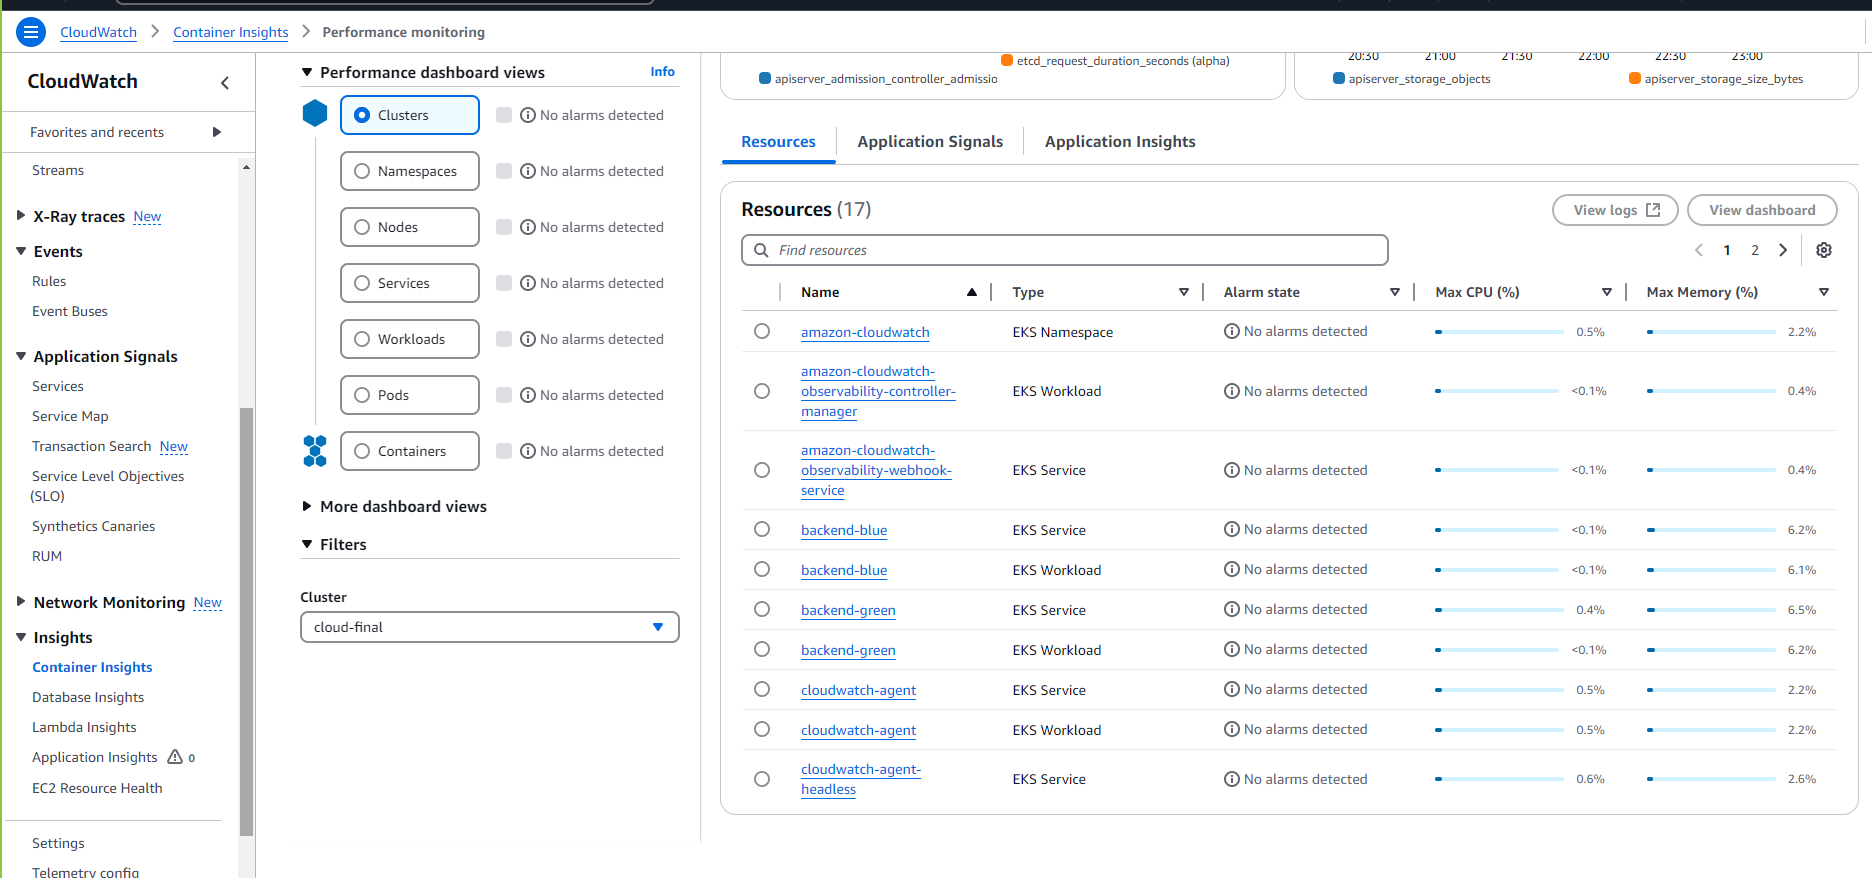 CloudWatch > Container Insights > Performance monitoring
CloudWatch
Favorites and recents
Streams
X-Ray traces New
Events
Rules
Event Buses
Application Signals
Services
Service Map
Transaction Search New
Service Level Objectives
(SLO)
Synthetics Canaries
RUM
Network Monitoring New
Insights
Container Insights
Database Insights
Lambda Insights
Application Insights 0
EC2 Resource Health
Settings
Telemetry config
Performance dashboard views Info
Clusters No alarms detected
Namespaces No alarms detected
Nodes No alarms detected
Services No alarms detected
Workloads No alarms detected
Pods No alarms detected
Containers No alarms detected
More dashboard views
Filters
Cluster
cloud-final
etcd_request_duration_seconds (alpha)
apiserver_admission_controller_admissio
20:30 21:00 21:30 22:00 22:30 23:00
apiserver_storage_objects apiserver_storage_size_bytes
Resources Application Signals Application Insights
Resources (17) View logs View dashboard
Find resources 1 2
Name Type Alarm state Max CPU (%) Max Memory (%)
amazon-cloudwatch EKS Namespace No alarms detected 0.5% 2.2%
amazon-cloudwatch-
observability-controller- EKS Workload No alarms detected <0.1% 0.4%
manager
amazon-cloudwatch-
observability-webhook- EKS Service No alarms detected <0.1% 0.4%
service
backend-blue EKS Service No alarms detected <0.1% 6.2%
backend-blue EKS Workload No alarms detected <0.1% 6.1%
backend-green EKS Service No alarms detected 0.4% 6.5%
backend-green EKS Workload No alarms detected <0.1% 6.2%
cloudwatch-agent EKS Service No alarms detected 0.5% 2.2%
cloudwatch-agent EKS Workload No alarms detected 0.5% 2.2%
cloudwatch-agent-
headless EKS Service No alarms detected 0.6% 2.6%